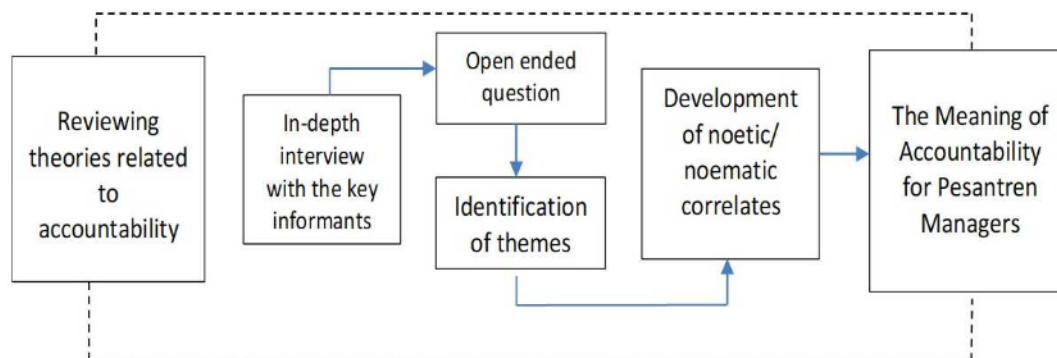 Reviewing
theories related
to
accountability
In-depth
interview
with the key
informants
Open ended
question
Identification
of themes
Development
of noetic/
noematic
correlates
The Meaning of
Accountability
for Pesantren
Managers